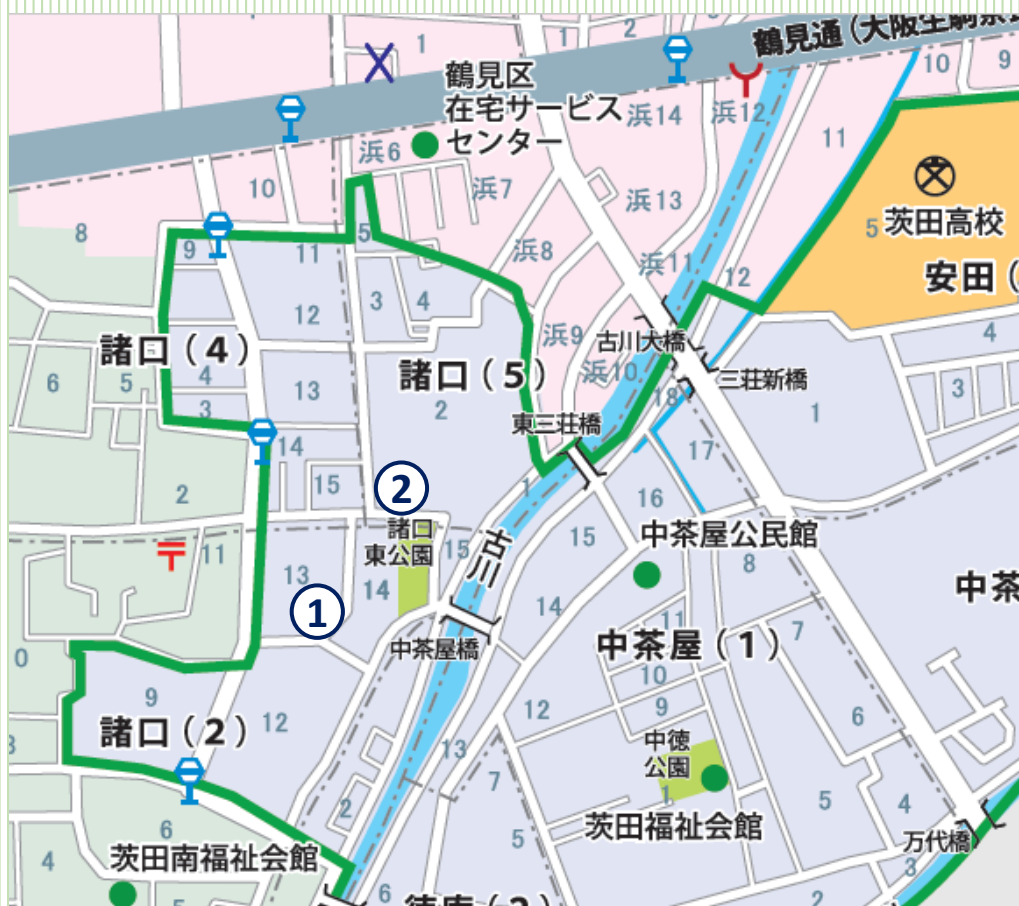 鶴見通(大阪生駒
1
1
2
10
9
鶴見区
在宅サービス
センター
浜14
浜12
11
浜6
10
浜7
浜13
茨田高校
5
安田(
8
9
11
5
浜8
浜11
12
3
4
12
古川大橋
浜9
浜10
諸口(4)
諸口(5)
三荘新橋
4
6
5
4
13
2
18
3
3
1
東三荘橋
14
17
15
②
1
16
2
諸口
東公園
古川
15
中茶屋公民館
11
15
8
13
14
中茶
①
14
11
中茶屋橋
中茶屋(1)
7
0
10
9
12
9
6
諸口(2)
12
13
中徳
公園
7
1
2
5
4
6
5
茨田福祉会館
万代橋
4
茨田南福祉会館
3
6
2
5
徳庵(2)